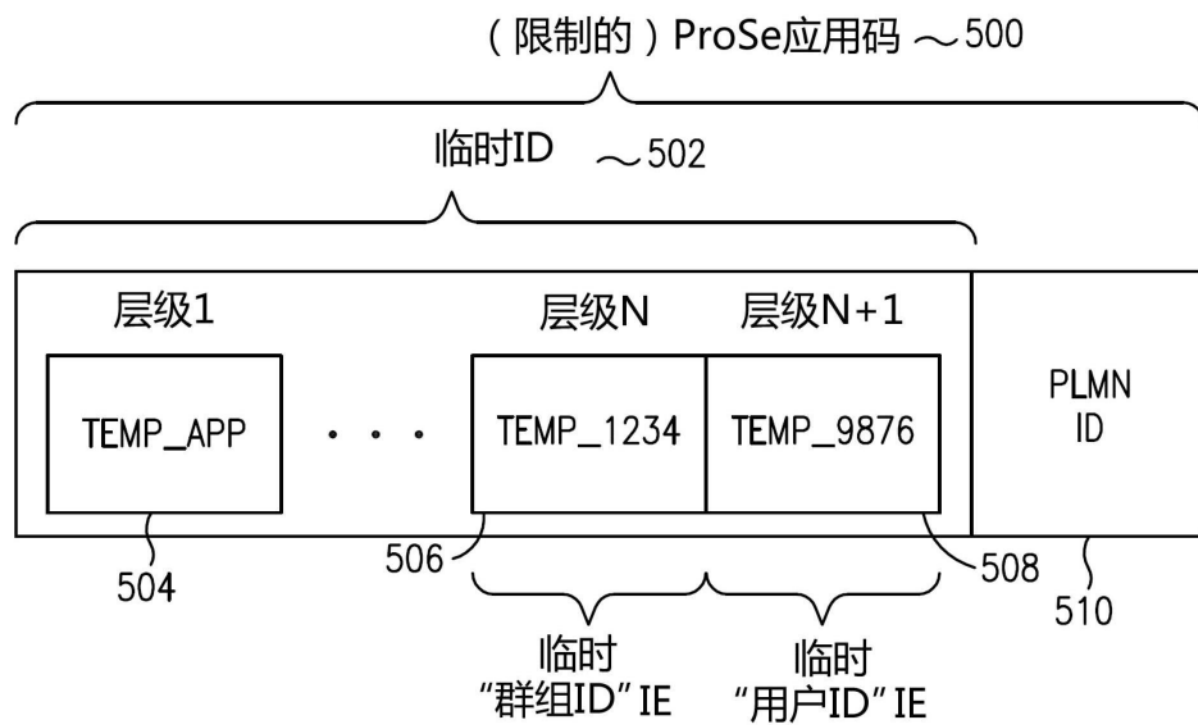 （限制的）ProSe应用码 500
临时ID 502
层级1
层级N
层级N+1
TEMP_APP
. . .
TEMP_1234
TEMP_9876
PLMN
ID
504
506
508
510
临时
“群组ID”IE
临时
“用户ID”IE